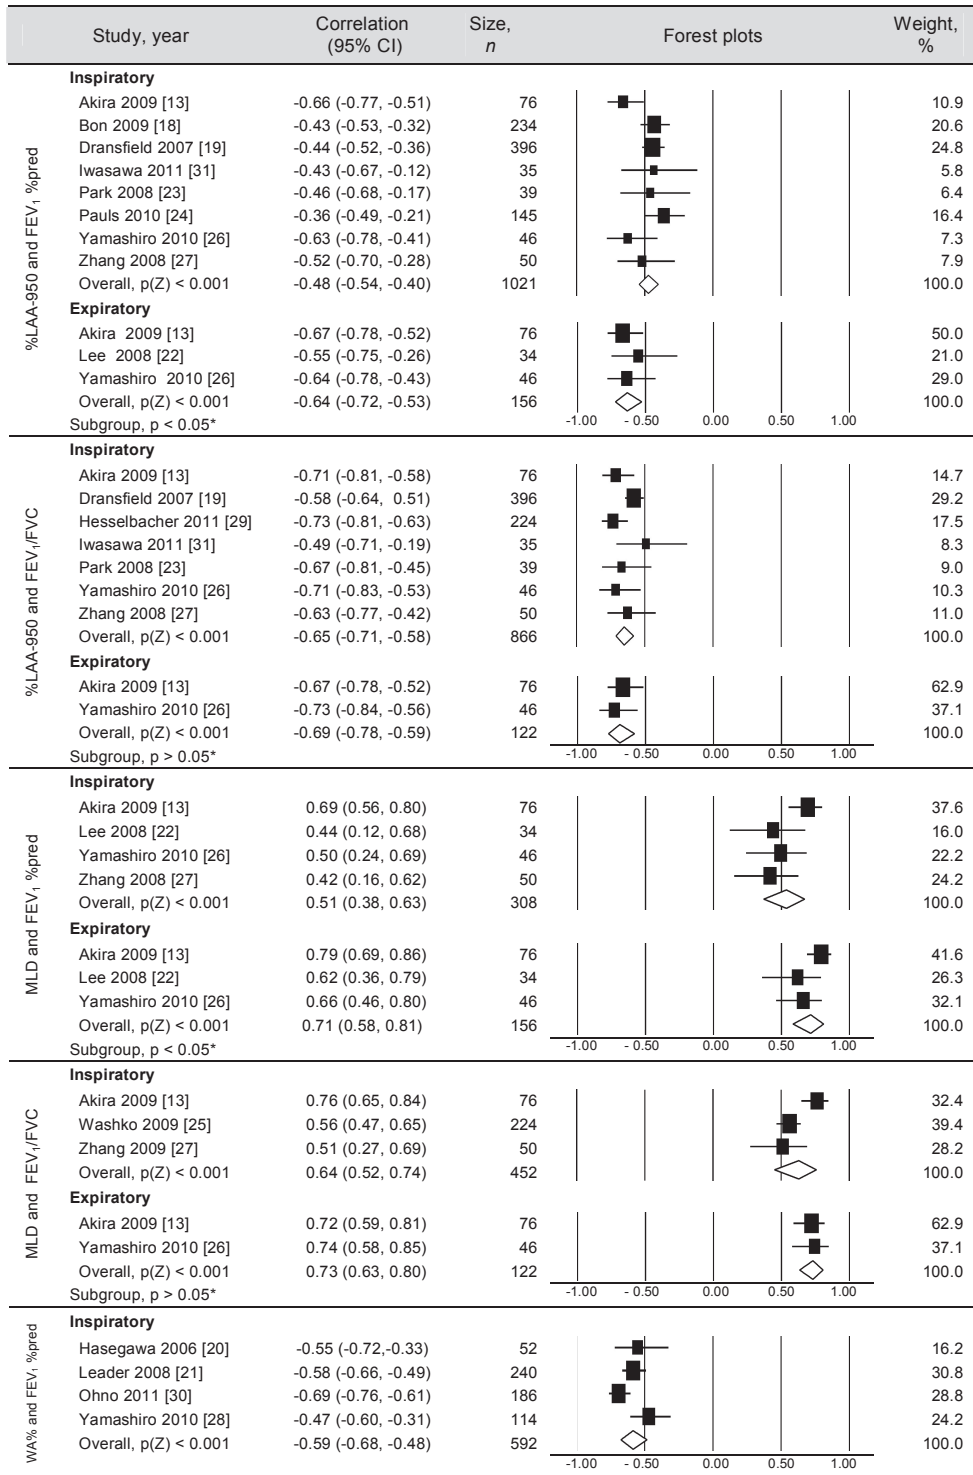 Study, year Correlation (95% CI) Size, n Forest plots Weight, %
%LAA-950 and FEV1 %pred
Inspiratory
Akira 2009 [13] -0.66 (-0.77, -0.51) 76 10.9
Bon 2009 [18] -0.43 (-0.53, -0.32) 234 20.6
Dransfield 2007 [19] -0.44 (-0.52, -0.36) 396 24.8
Iwasawa 2011 [31] -0.43 (-0.67, -0.12) 35 5.8
Park 2008 [23] -0.46 (-0.68, -0.17) 39 6.4
Pauls 2010 [24] -0.36 (-0.49, -0.21) 145 16.4
Yamashiro 2010 [26] -0.63 (-0.78, -0.41) 46 7.3
Zhang 2008 [27] -0.52 (-0.70, -0.28) 50 7.9
Overall, p(Z) < 0.001 -0.48 (-0.54, -0.40) 1021 100.0
Expiratory
Akira 2009 [13] -0.67 (-0.78, -0.52) 76 50.0
Lee 2008 [22] -0.55 (-0.75, -0.26) 34 21.0
Yamashiro 2010 [26] -0.64 (-0.78, -0.43) 46 29.0
Overall, p(Z) < 0.001 -0.64 (-0.72, -0.53) 156 100.0
Subgroup, p < 0.05* -1.00 - 0.50 0.00 0.50 1.00
%LAA-950 and FEV1/FVC
Inspiratory
Akira 2009 [13] -0.71 (-0.81, -0.58) 76 14.7
Dransfield 2007 [19] -0.58 (-0.64, 0.51) 396 29.2
Hesselbacher 2011 [29] -0.73 (-0.81, -0.63) 224 17.5
Iwasawa 2011 [31] -0.49 (-0.71, -0.19) 35 8.3
Park 2008 [23] -0.67 (-0.81, -0.45) 39 9.0
Yamashiro 2010 [26] -0.71 (-0.83, -0.53) 46 10.3
Zhang 2008 [27] -0.63 (-0.77, -0.42) 50 11.0
Overall, p(Z) < 0.001 -0.65 (-0.71, -0.58) 866 100.0
Expiratory
Akira 2009 [13] -0.67 (-0.78, -0.52) 76 62.9
Yamashiro 2010 [26] -0.73 (-0.84, -0.56) 46 37.1
Overall, p(Z) < 0.001 -0.69 (-0.78, -0.59) 122 100.0
Subgroup, p > 0.05* -1.00 - 0.50 0.00 0.50 1.00
MLD and FEV1 %pred
Inspiratory
Akira 2009 [13] 0.69 (0.56, 0.80) 76 37.6
Lee 2008 [22] 0.44 (0.12, 0.68) 34 16.0
Yamashiro 2010 [26] 0.50 (0.24, 0.69) 46 22.2
Zhang 2008 [27] 0.42 (0.16, 0.62) 50 24.2
Overall, p(Z) < 0.001 0.51 (0.38, 0.63) 308 100.0
Expiratory
Akira 2009 [13] 0.79 (0.69, 0.86) 76 41.6
Lee 2008 [22] 0.62 (0.36, 0.79) 34 26.3
Yamashiro 2010 [26] 0.66 (0.46, 0.80) 46 32.1
Overall, p(Z) < 0.001 0.71 (0.58, 0.81) 156 100.0
Subgroup, p < 0.05* -1.00 - 0.50 0.00 0.50 1.00
MLD and FEV1/FVC
Inspiratory
Akira 2009 [13] 0.76 (0.65, 0.84) 76 32.4
Washko 2009 [25] 0.56 (0.47, 0.65) 224 39.4
Zhang 2009 [27] 0.51 (0.27, 0.69) 50 28.2
Overall, p(Z) < 0.001 0.64 (0.52, 0.74) 452 100.0
Expiratory
Akira 2009 [13] 0.72 (0.59, 0.81) 76 62.9
Yamashiro 2010 [26] 0.74 (0.58, 0.85) 46 37.1
Overall, p(Z) < 0.001 0.73 (0.63, 0.80) 122 100.0
Subgroup, p > 0.05* -1.00 - 0.50 0.00 0.50 1.00
WA% and FEV1 %pred
Inspiratory
Hasegawa 2006 [20] -0.55 (-0.72,-0.33) 52 16.2
Leader 2008 [21] -0.58 (-0.66, -0.49) 240 30.8
Ohno 2011 [30] -0.69 (-0.76, -0.61) 186 28.8
Yamashiro 2010 [28] -0.47 (-0.60, -0.31) 114 24.2
Overall, p(Z) < 0.001 -0.59 (-0.68, -0.48) 592 100.0
-1.00 - 0.50 0.00 0.50 1.00